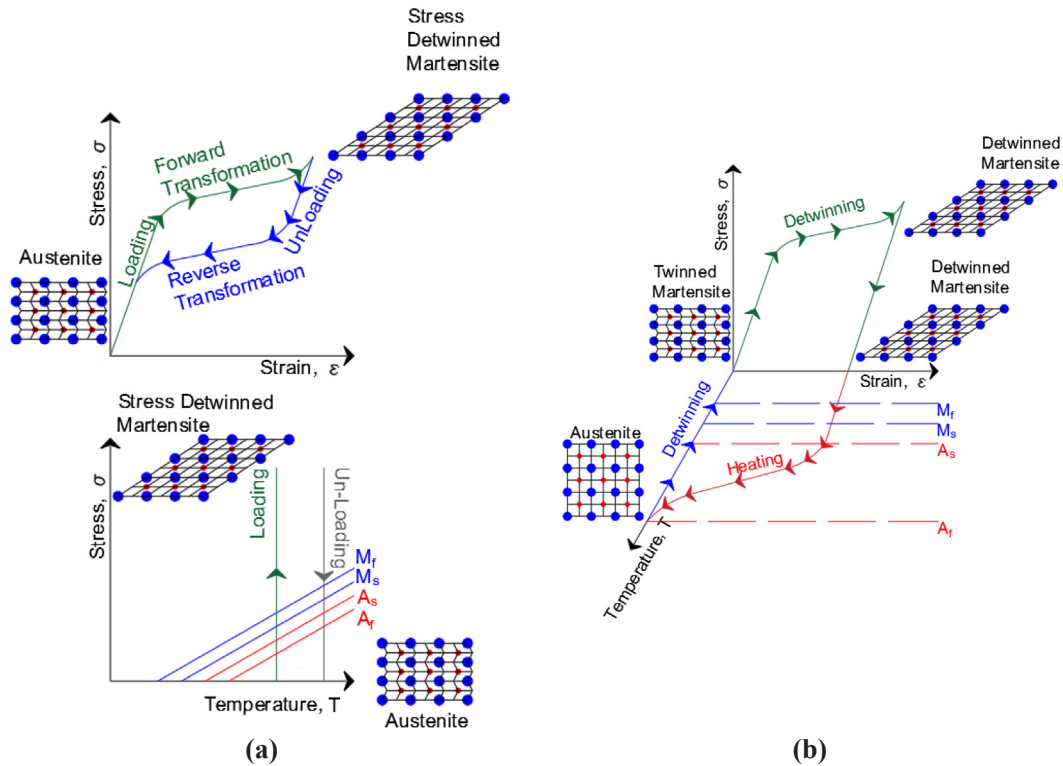 Stress
Detwinned
Martensite
Stress, σ
Forward
Transformation
Loading
UnLoading
Reverse
Transformation
Austenite
Strain, ε
Stress Detwinned
Martensite
Stress, σ
Loading
Un-Loading
Mf
Ms
As
Af
Temperature, T
Austenite
(a)
Detwinned
Martensite
Stress, σ
Detwinning
Twinned
Martensite
Detwinned
Martensite
Strain, ε
Detwinning
Mf
Ms
As
Austenite
Heating
Af
Temperature, T
(b)